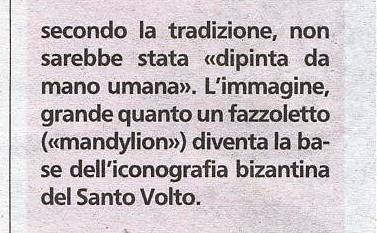 secondo la tradizione, non
sarebbe stata «dipinta da
mano umana». L’immagine,
grande quanto un fazzoletto
(«mandylion») diventa la ba-
se dell’iconografia bizantina
del Santo Volto.